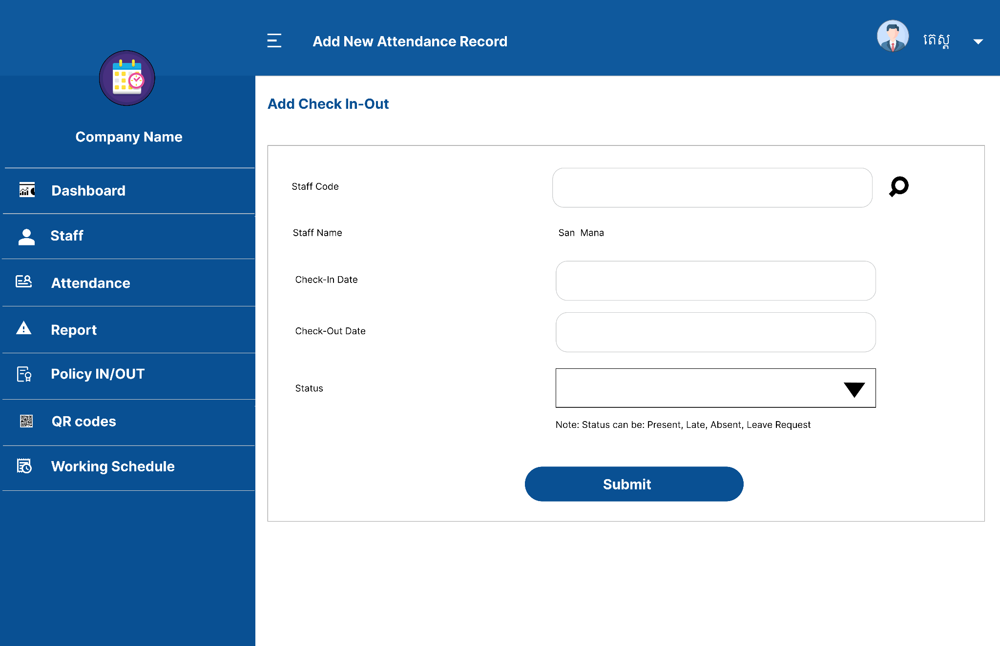 Add New Attendance Record
តេស្ត
Company Name
Dashboard
Staff
Attendance
Report
Policy IN/OUT
QR codes
Working Schedule
Add Check In-Out
Staff Code
Staff Name
San Mana
Check-In Date
Check-Out Date
Status
Note: Status can be: Present, Late, Absent, Leave Request
Submit